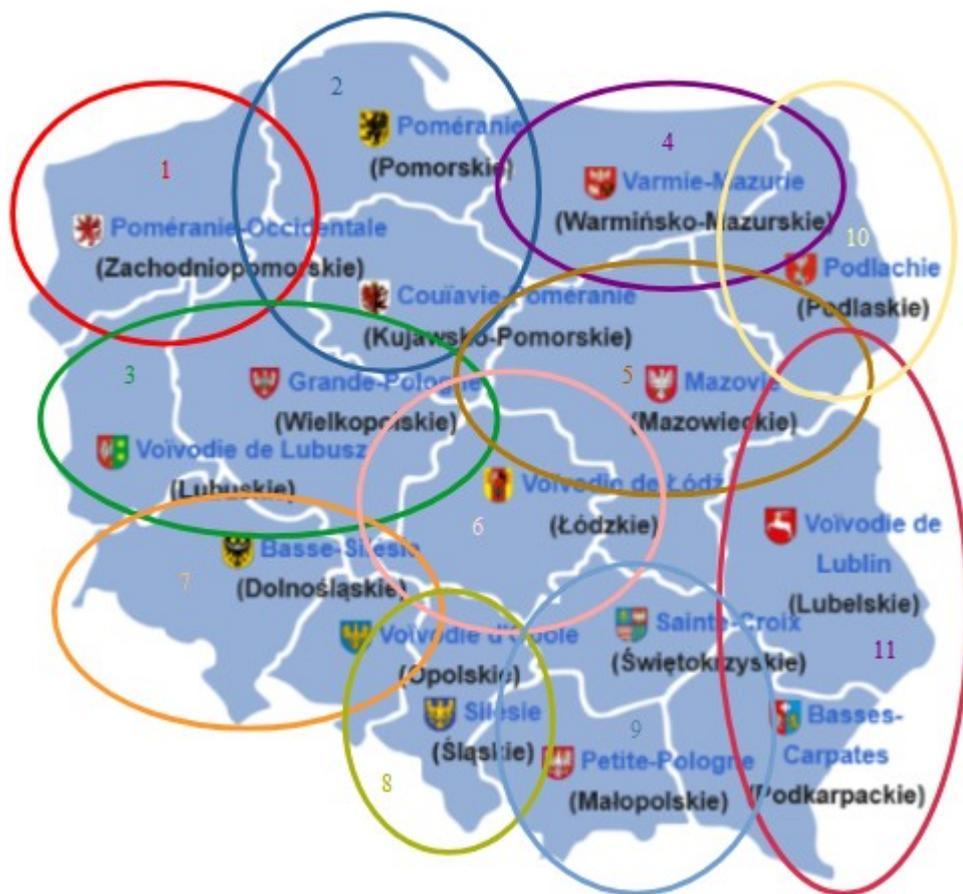 2
Poméranie
(Pomorskie)
1
4
Varmie-Mazurie
(Warmińsko-Mazurskie)
Poméranie-Occidentale
(Zachodniopomorskie)
10
Podlachie
(Podlaskie)
Couïavie-Poméranie
(Kujawsko-Pomorskie)
3
Grande-Pologne
(Wielkopolskie)
5
Mazovie
(Mazowieckie)
Voïvodie de Lubusz
(Lubuskie)
Voïvodie de Łódź
(Łódzkie)
6
Voïvodie de
Lublin
(Lubelskie)
Basse-Silésie
(Dolnośląskie)
7
Voïvodie d'Opole
(Opolskie)
Sainte-Croix
(Świętokrzyskie)
11
Silésie
(Śląskie)
8
9
Petite-Pologne
(Małopolskie)
Basses-
Carpates
(Podkarpackie)